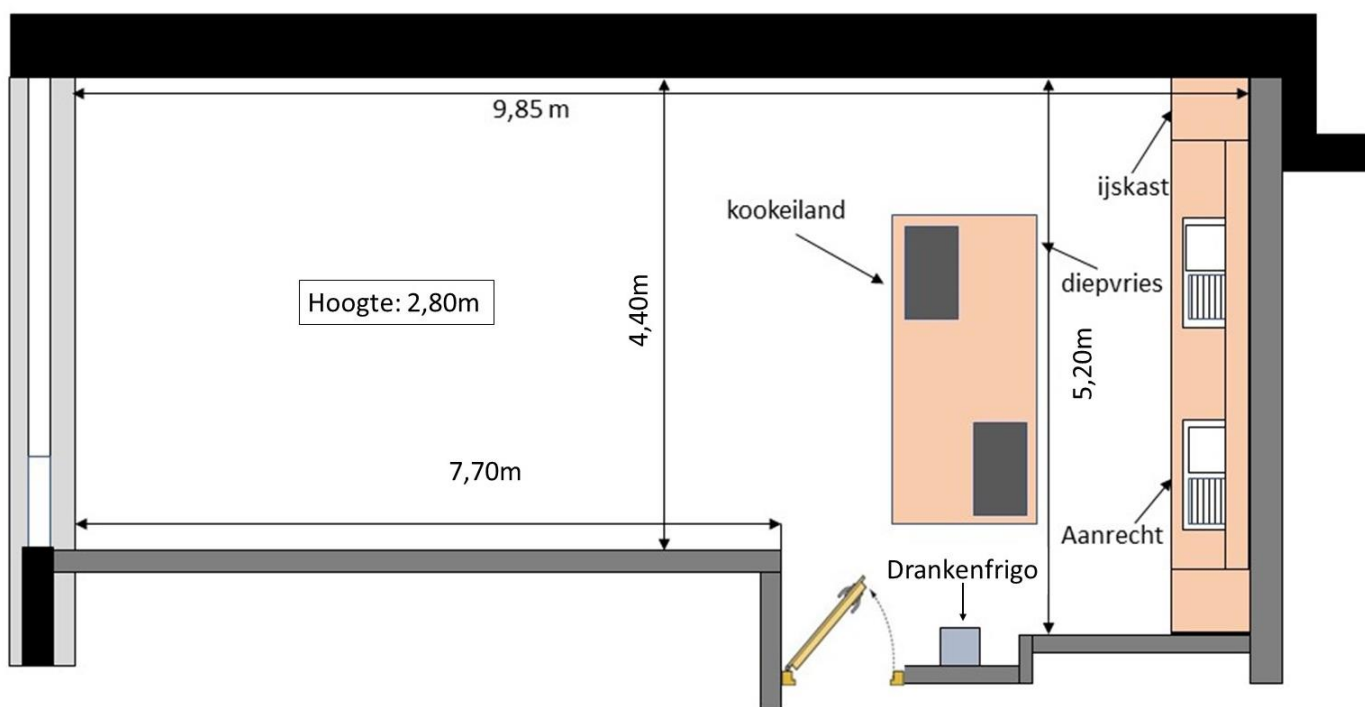 9,85 m
ijskast
kookeiland
diepvries
Hoogte: 2,80m
4,40m
5,20m
7,70m
Aanrecht
Drankenfrigo